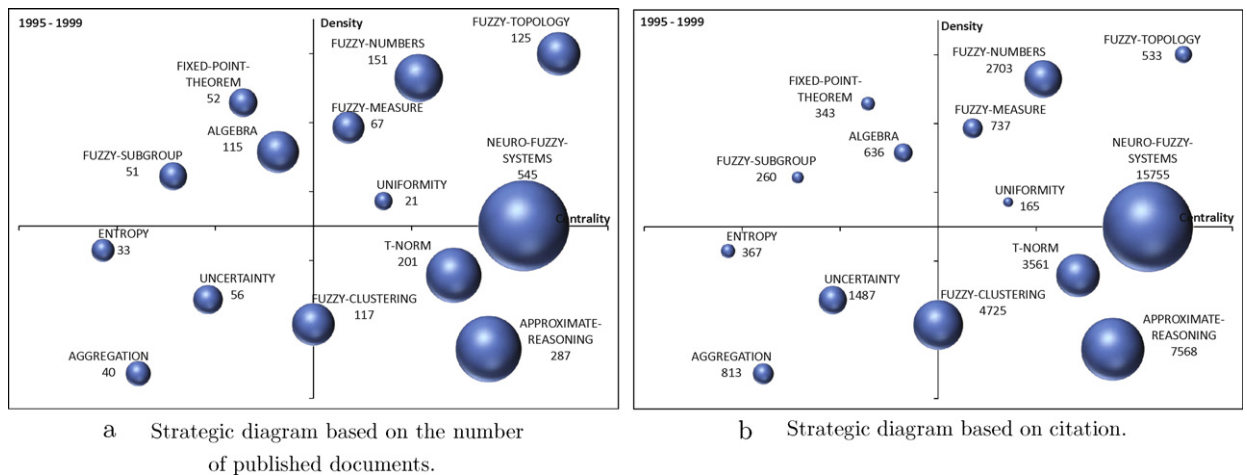 1995 - 1999
Density
FUZZY-TOPOLOGY
125
FUZZY-NUMBERS
151
FIXED-POINT-
THEOREM
52
FUZZY-MEASURE
67
ALGEBRA
115
FUZZY-SUBGROUP
51
NEURO-FUZZY-
SYSTEMS
545
UNIFORMITY
21
Centrality
ENTROPY
33
T-NORM
201
UNCERTAINTY
56
FUZZY-CLUSTERING
117
APPROXIMATE-
REASONING
287
AGGREGATION
40
a Strategic diagram based on the number
of published documents.
1995 - 1999
Density
FUZZY-TOPOLOGY
533
FUZZY-NUMBERS
2703
FIXED-POINT-
THEOREM
343
FUZZY-MEASURE
737
ALGEBRA
636
FUZZY-SUBGROUP
260
NEURO-FUZZY-
SYSTEMS
15755
UNIFORMITY
165
Centrality
ENTROPY
367
T-NORM
3561
UNCERTAINTY
1487
FUZZY-CLUSTERING
4725
APPROXIMATE-
REASONING
7568
AGGREGATION
813
b Strategic diagram based on citation.